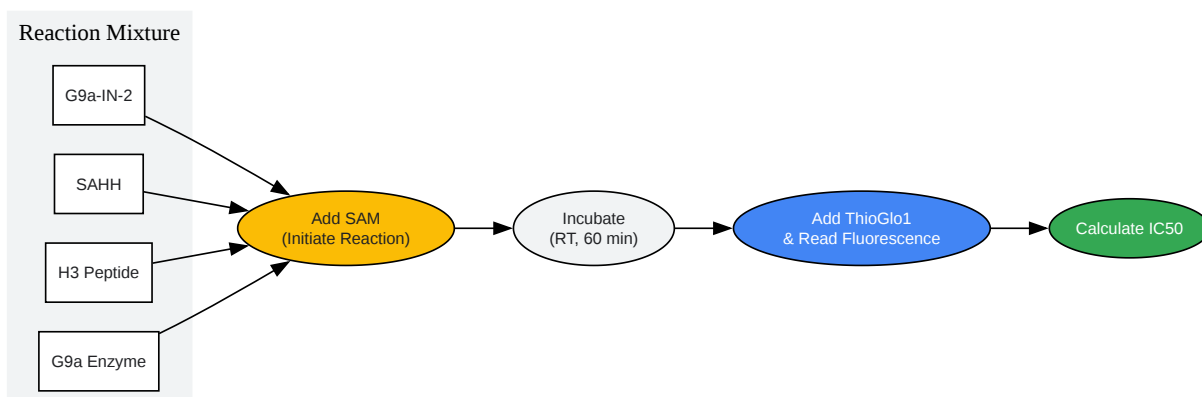 Reaction Mixture
G9a-IN-2
SAHH
H3 Peptide
G9a Enzyme
Add SAM
(Initiate Reaction)
Incubate
(RT, 60 min)
Add ThioGlo1
& Read Fluorescence
Calculate IC50